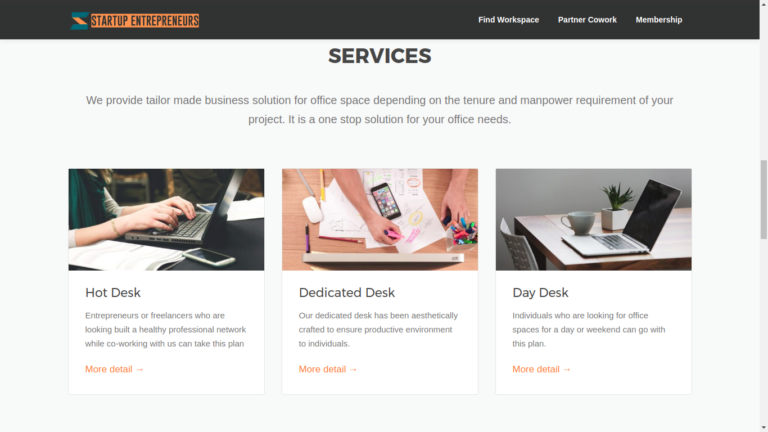 STARTUP ENTREPRENEURS
Find Workspace
Partner Cowork
Membership
SERVICES
We provide tailor made business solution for office space depending on the tenure and manpower requirement of your
project. It is a one stop solution for your office needs.
Hot Desk
Entrepreneurs or freelancers who are
looking built a healthy professional network
while co-working with us can take this plan
More detail →
Dedicated Desk
Our dedicated desk has been aesthetically
crafted to ensure productive environment
to individuals.
More detail →
Day Desk
Individuals who are looking for office
spaces for a day or weekend can go with
this plan.
More detail →